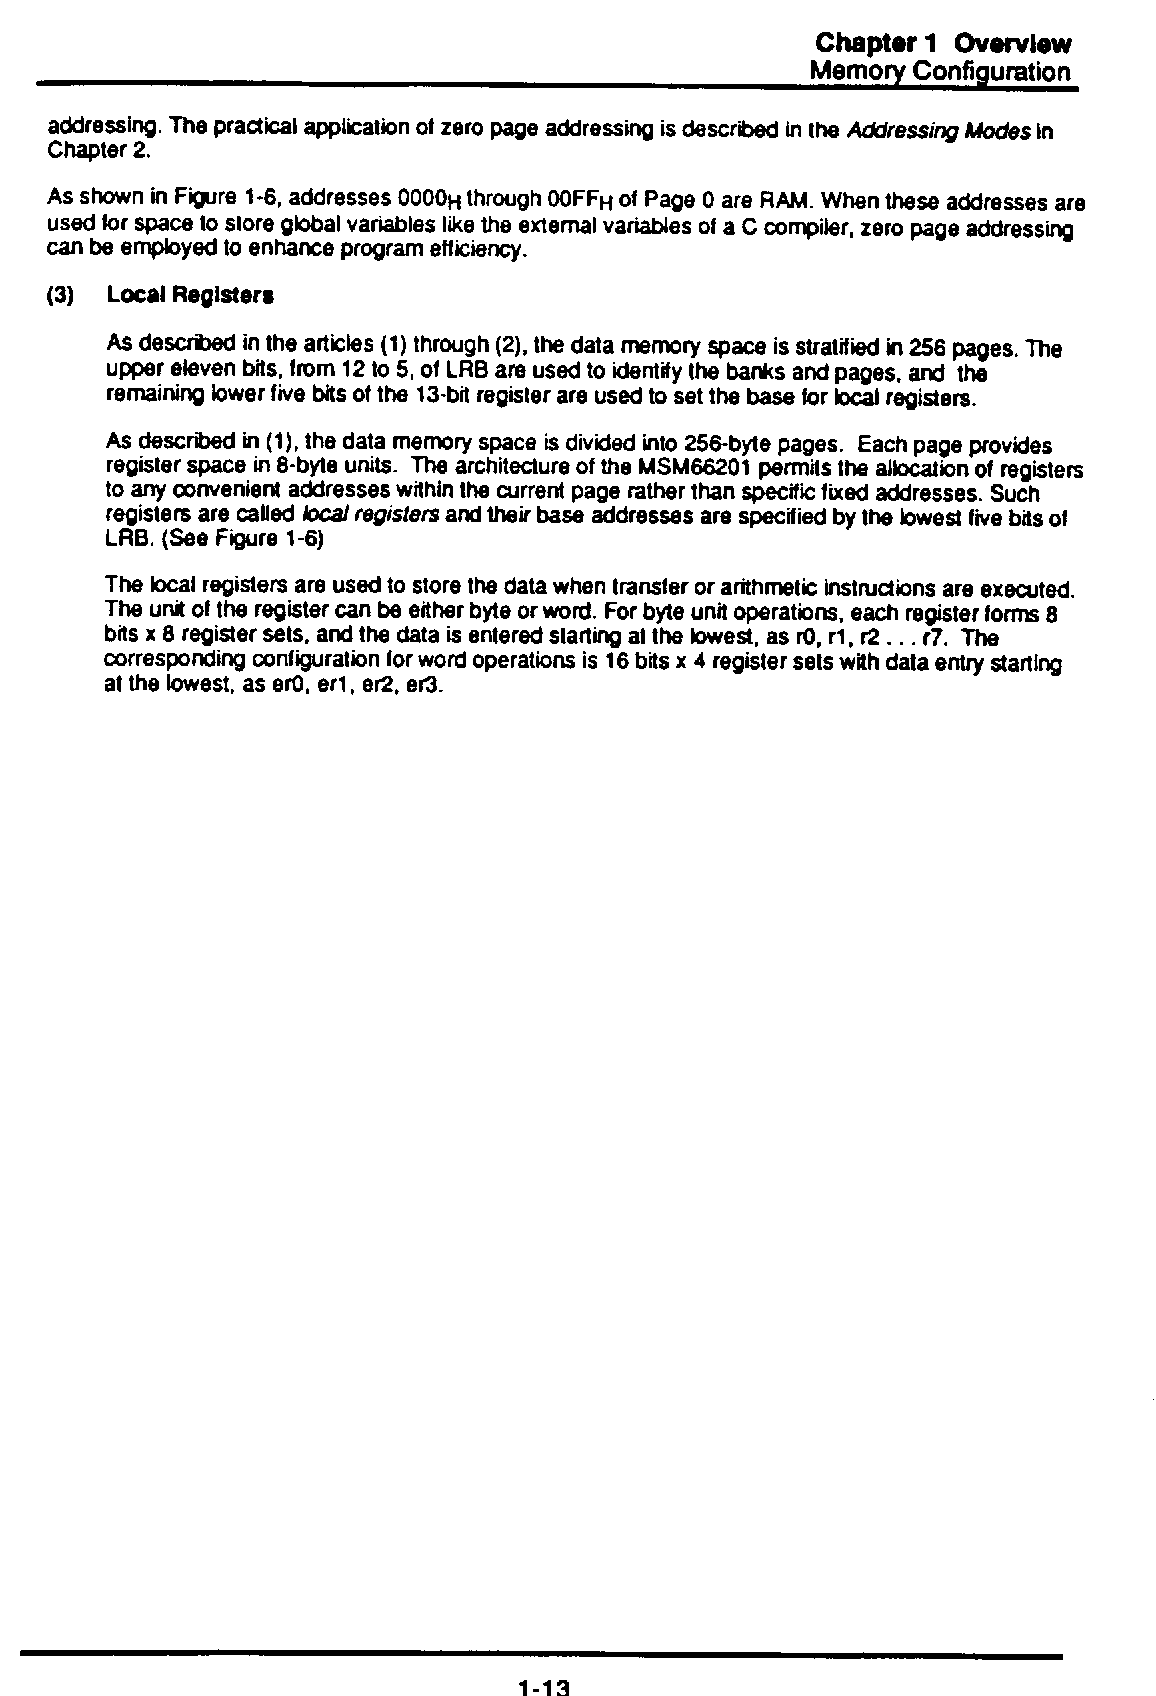 Chapter 1 Overview
Memory Configuration
addressing. The practical application of zero page addressing is described in the Addressing Modes in
Chapter 2.
As shown in Figure 1-6, addresses 0000H through 00FFH of Page 0 are RAM. When these addresses are
used for space to store global variables like the external variables of a C compiler, zero page addressing
can be employed to enhance program efficiency.
(3) Local Registers
As described in the articles (1) through (2), the data memory space is stratified in 256 pages. The
upper eleven bits, from 12 to 5, of LRB are used to identify the banks and pages, and the
remaining lower five bits of the 13-bit register are used to set the base for local registers.
As described in (1), the data memory space is divided into 256-byte pages. Each page provides
register space in 8-byte units. The architecture of the MSM66201 permits the allocation of registers
to any convenient addresses within the current page rather than specific fixed addresses. Such
registers are called local registers and their base addresses are specified by the lowest five bits of
LRB. (See Figure 1-6)
The local registers are used to store the data when transfer or arithmetic instructions are executed.
The unit of the register can be either byte or word. For byte unit operations, each register forms 8
bits x 8 register sets, and the data is entered starting at the lowest, as r0, r1, r2 . . . r7. The
corresponding configuration for word operations is 16 bits x 4 register sets with data entry starting
at the lowest, as er0, er1, er2, er3.
1-13